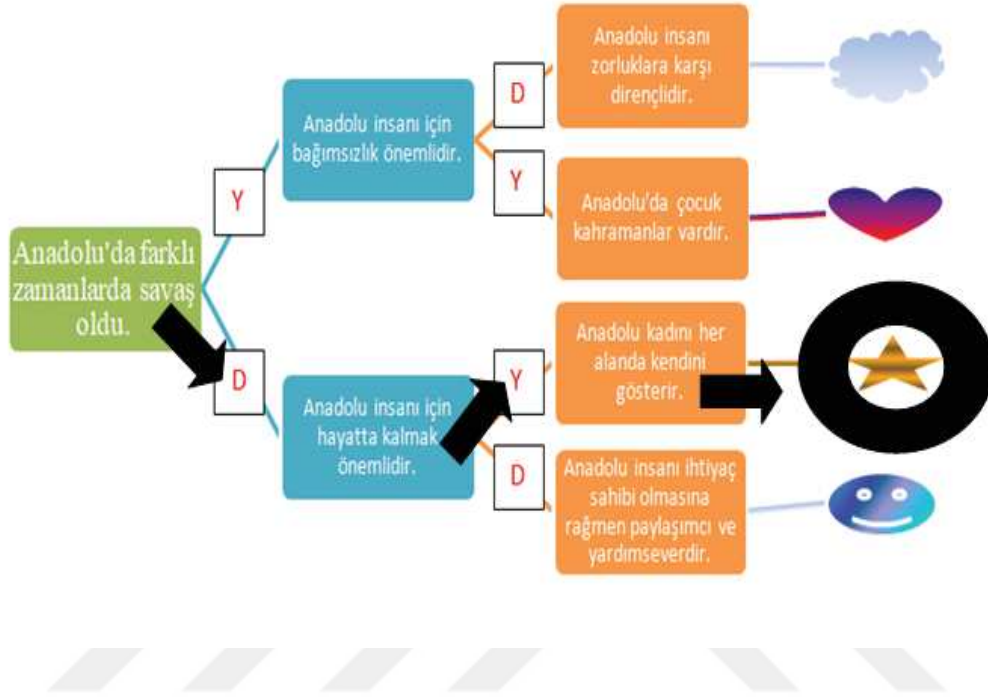 Anadolu'da farklı
zamanlarda savaş
oldu.
Y
D
Anadolu insanı için
bağımsızlık önemlidir.
Anadolu insanı için
hayatta kalmak
önemlidir.
D
Y
Y
D
Anadolu insanı
zorluklara karşı
dirençlidir.
Anadolu'da çocuk
kahramanlar vardır.
Anadolu kadını her
alanda kendini
gösterir.
Anadolu insanı ihtiyaç
sahibi olmasına
rağmen paylaşımcı ve
yardımseverdir.